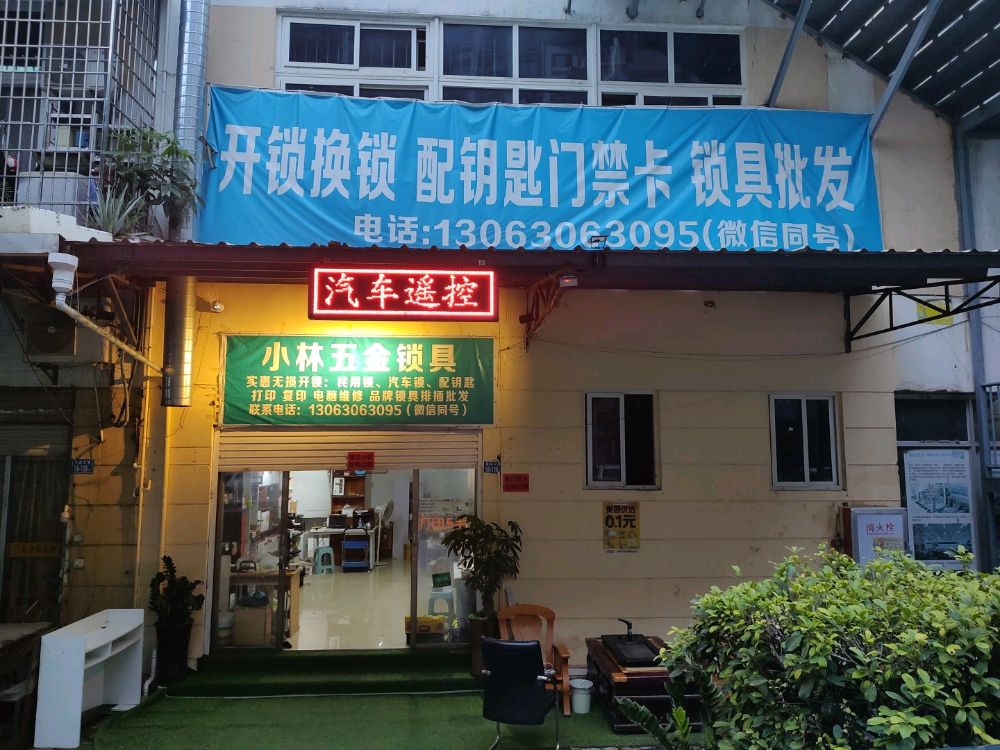 开锁换锁 配钥匙门禁卡 锁具批发
电话:13063063095(微信同号)
汽车遥控
小林五金锁具
实惠无损开锁：民用锁、汽车锁、配钥匙
打印 复印 电脑维修 品牌锁具排插批发
联系电话：13063063095（微信同号）
0.1元
消火栓